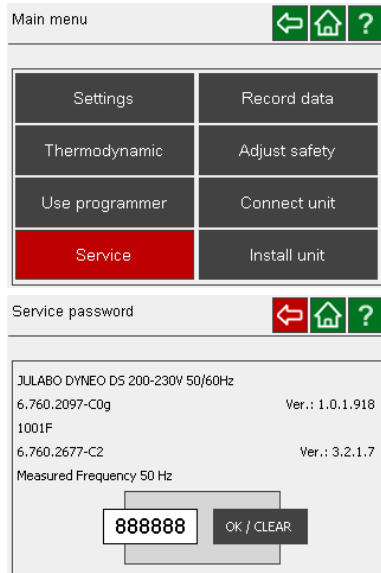 Main menu
?
Settings
Record data
Thermodynamic
Adjust safety
Use programmer
Connect unit
Service
Install unit
Service password
?
JULABO DYNEO DS 200-230V 50/60Hz
6.760.2097-C0g
Ver.: 1.0.1.918
1001F
6.760.2677-C2
Ver.: 3.2.1.7
Measured Frequency 50 Hz
888888
OK / CLEAR